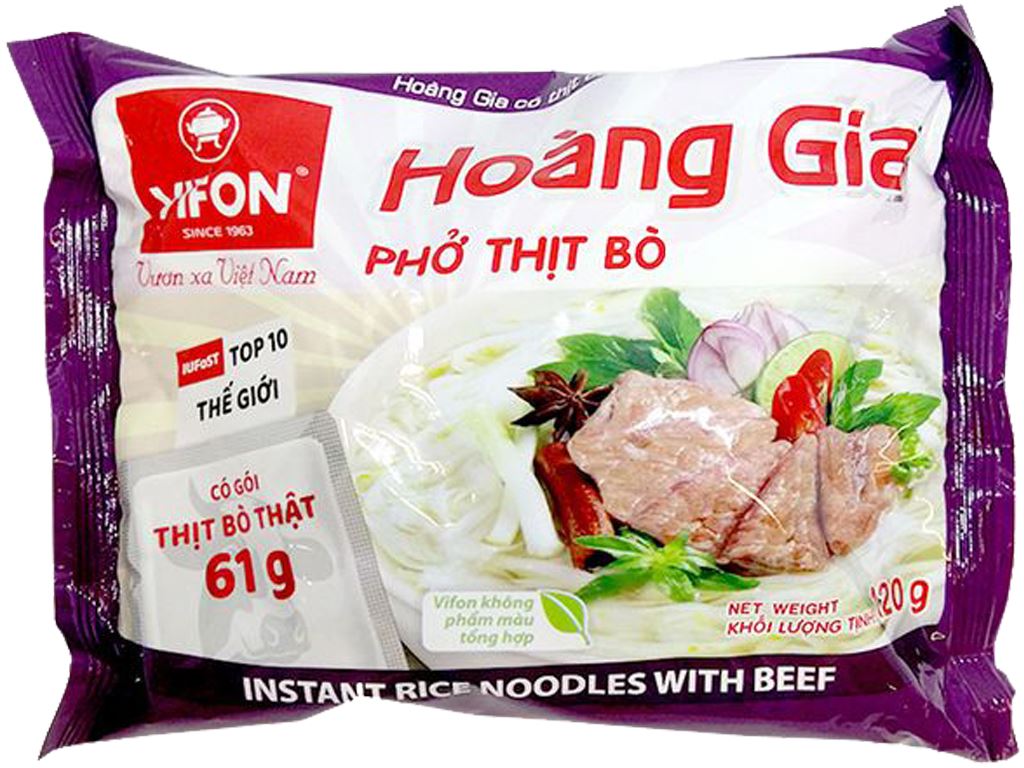 Hoàng Gia có thịt
VIFON®
SINCE 1963
Vươn xa Việt Nam
Hoàng Gia
PHỞ THỊT BÒ
IUFoST TOP 10
THẾ GIỚI
CÓ GÓI
THỊT BÒ THẬT
61g
Vifon không
phẩm màu
tổng hợp
NET WEIGHT
KHỐI LƯỢNG TỊNH 120 g
INSTANT RICE NOODLES WITH BEEF